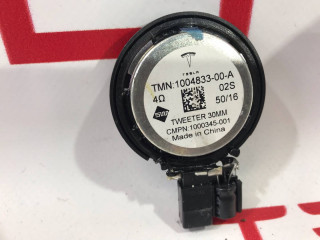 TESLA
TMN:1004833-00-A
4Ω 02S
50/16
TWEETER 30MM
CMPN 1000345-001
Made in China